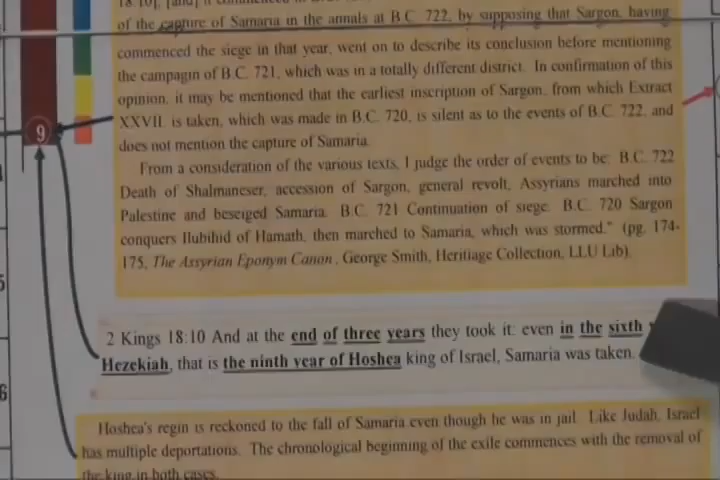 of the capture of Samaria in the annals at B.C. 722, by supposing that Sargon, having
commenced the siege in that year, went on to describe its conclusion before mentioning
the campagin of B.C. 721, which was in a totally different district. In confirmation of this
opinion, it may be mentioned that the earliest inscription of Sargon, from which Extract
XXVII. is taken, which was made in B.C. 720, is silent as to the events of B.C. 722, and
does not mention the capture of Samaria.
9
From a consideration of the various texts, I judge the order of events to be: B.C. 722
Death of Shalmaneser, accession of Sargon, general revolt, Assyrians marched into
Palestine and beseiged Samaria. B.C. 721 Continuation of siege. B.C. 720 Sargon
conquers Ilubihid of Hamath, then marched to Samaria, which was stormed." (pg. 174-
175, The Assyrian Eponym Canon, George Smith, Heritiage Collection, LLU Lib).
2 Kings 18:10 And at the end of three years they took it: even in the sixth
Hezekiah, that is the ninth year of Hoshea king of Israel, Samaria was taken.
Hoshea's regin is reckoned to the fall of Samaria even though he was in jail. Like Judah, Israel
has multiple deportations. The chronological beginning of the exile commences with the removal of
the king in both cases.